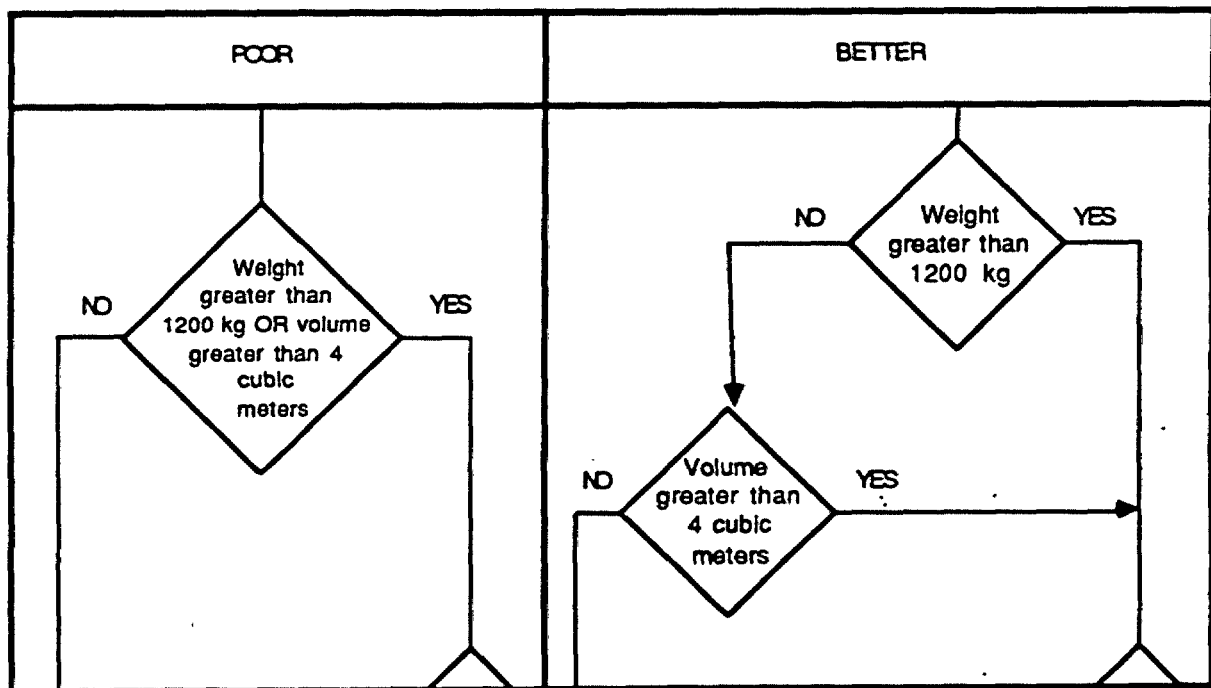 POOR
NO
YES
Weight
greater than
1200 kg OR volume
greater than 4
cubic
meters
BETTER
NO
YES
Weight
greater than
1200 kg
NO
YES
Volume
greater than
4 cubic
meters